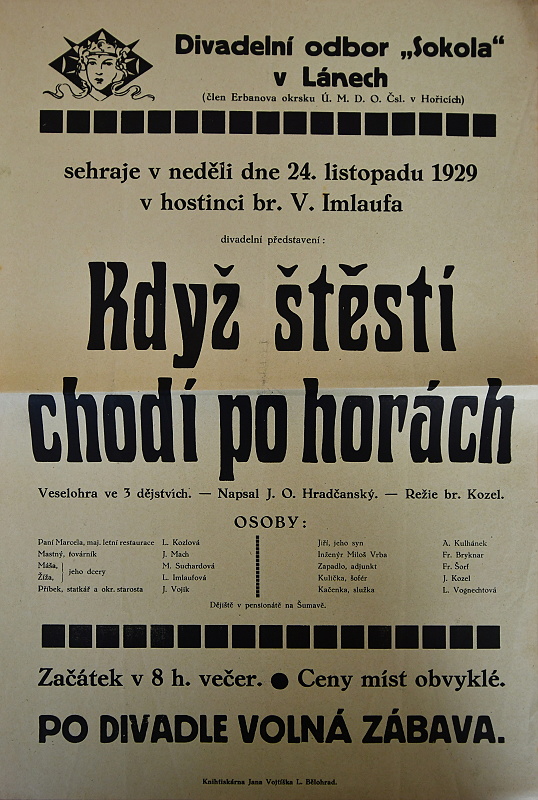 Divadelní odbor „Sokola“
v Lánech
(člen Erbanova okrsku Ú. M. D. O. Čsl. v Hořicích)
sehraje v neděli dne 24. listopadu 1929
v hostinci br. V. Imlaufa
divadelní představení:
Když štěstí
chodí po horách
Veselohra ve 3 dějstvích. — Napsal J. O. Hradčanský. — Režie br. Kozel.
OSOBY:
Paní Marcela, maj. letní restaurace L. Kozlová
Mastný, továrník J. Mach
Máša, M. Suchardová
jeho dcery
Žíža, L. Imlaufová
Příbek, statkář a okr. starosta J. Vojik
Jiří, jeho syn A. Kulhánek
Inženýr Miloš Vrba Fr. Bryknar
Zapadlo, adjunkt Fr. Šorf
Kulička, šofér J. Kozel
Kačenka, služka L. Vognechtová
Dějiště v pensionátě na Šumavě.
Začátek v 8 h. večer. ● Ceny míst obvyklé.
PO DIVADLE VOLNÁ ZÁBAVA.
Knihtiskárna Jana Vojtíška L. Bělohrad.